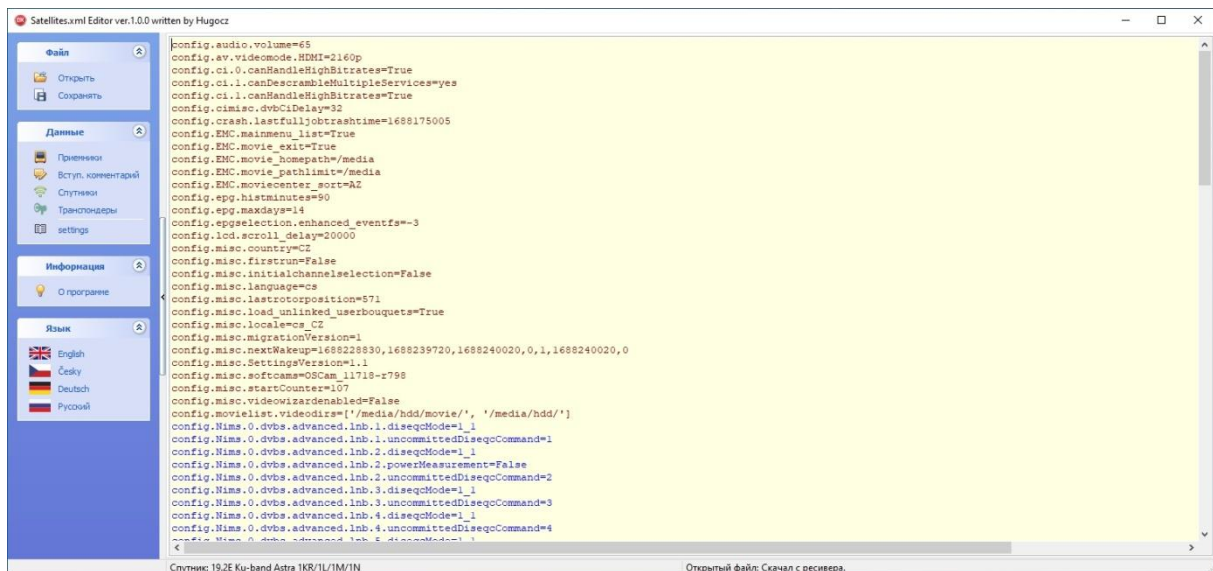 Satellites.xml Editor ver.1.0.0 written by Hugocz
Файл
Открыть
Сохранять
Данные
Приемники
Вступ. комментарий
Спутники
Транспондеры
settings
Информация
О программе
Язык
English
Česky
Deutsch
Русский
config.audio.volume=65
config.av.videomode.HDMI=2160p
config.ci.0.canHandleHighBitrates=True
config.ci.1.canDescrambleMultipleServices=yes
config.ci.1.canHandleHighBitrates=True
config.cimisc.dvbCiDelay=32
config.crash.lastfulljobtrashtime=1688175005
config.EMC.mainmenu_list=True
config.EMC.movie_exit=True
config.EMC.movie_homepath=/media
config.EMC.movie_pathlimit=/media
config.EMC.moviecenter_sort=AZ
config.epg.histminutes=90
config.epg.maxdays=14
config.epgselection.enhanced_eventfs=-3
config.lcd.scroll_delay=20000
config.misc.country=CZ
config.misc.firstrun=False
config.misc.initialchannelselection=False
config.misc.language=cs
config.misc.lastrotorposition=571
config.misc.load_unlinked_userbouquets=True
config.misc.locale=cs_CZ
config.misc.migrationVersion=1
config.misc.nextWakeup=1688228830,1688239720,1688240020,0,1,1688240020,0
config.misc.SettingsVersion=1.1
config.misc.softcams=OSCam_11718-r798
config.misc.startCounter=107
config.misc.videowizardenabled=False
config.movielist.videodirs=['/media/hdd/movie/', '/media/hdd/']
config.Nims.0.dvbs.advanced.lnb.1.diseqcMode=1_1
config.Nims.0.dvbs.advanced.lnb.1.uncommittedDiseqcCommand=1
config.Nims.0.dvbs.advanced.lnb.2.diseqcMode=1_1
config.Nims.0.dvbs.advanced.lnb.2.powerMeasurement=False
config.Nims.0.dvbs.advanced.lnb.2.uncommittedDiseqcCommand=2
config.Nims.0.dvbs.advanced.lnb.3.diseqcMode=1_1
config.Nims.0.dvbs.advanced.lnb.3.uncommittedDiseqcCommand=3
config.Nims.0.dvbs.advanced.lnb.4.diseqcMode=1_1
config.Nims.0.dvbs.advanced.lnb.4.uncommittedDiseqcCommand=4
config.Nims.0.dvbs.advanced.lnb.5.diseqcMode=1_1
Спутник: 19.2E Ku-band Astra 1KR/1L/1M/1N
Открытый файл: Скачал с ресивера.